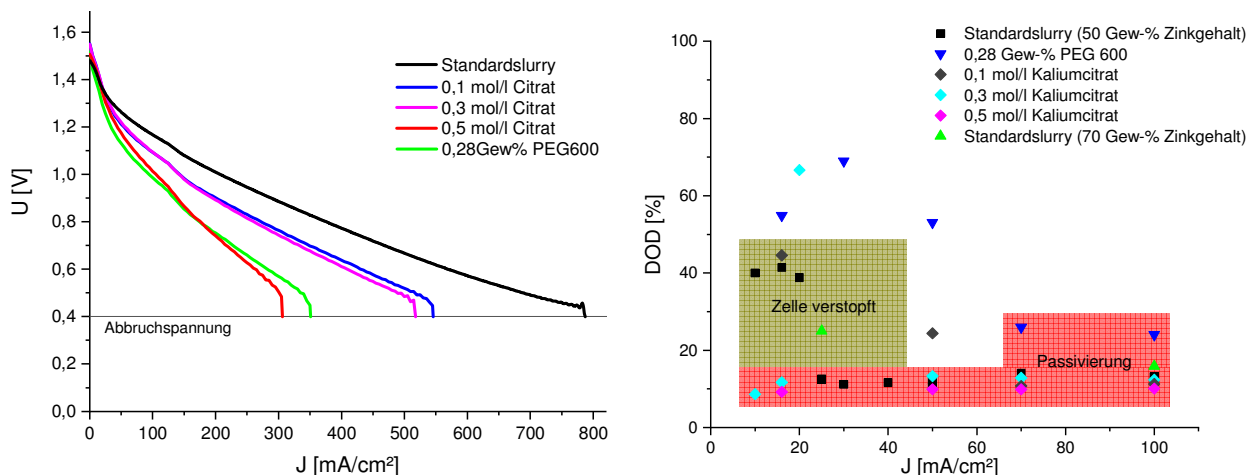 U [V]
1,6
1,4
1,2
1,0
0,8
0,6
0,4
0,2
0,0
Standardslurry
0,1 mol/l Citrat
0,3 mol/l Citrat
0,5 mol/l Citrat
0,28Gew% PEG600
Abbruchspannung
0 100 200 300 400 500 600 700 800
J [mA/cm²]
Standardslurry (50 Gew-% Zinkgehalt)
0,28 Gew-% PEG 600
0,1 mol/l Kaliumcitrat
0,3 mol/l Kaliumcitrat
0,5 mol/l Kaliumcitrat
Standardslurry (70 Gew-% Zinkgehalt)
DOD [%]
100
80
60
40
20
0
Zelle verstopft
Passivierung
0 20 40 60 80 100
J [mA/cm²]